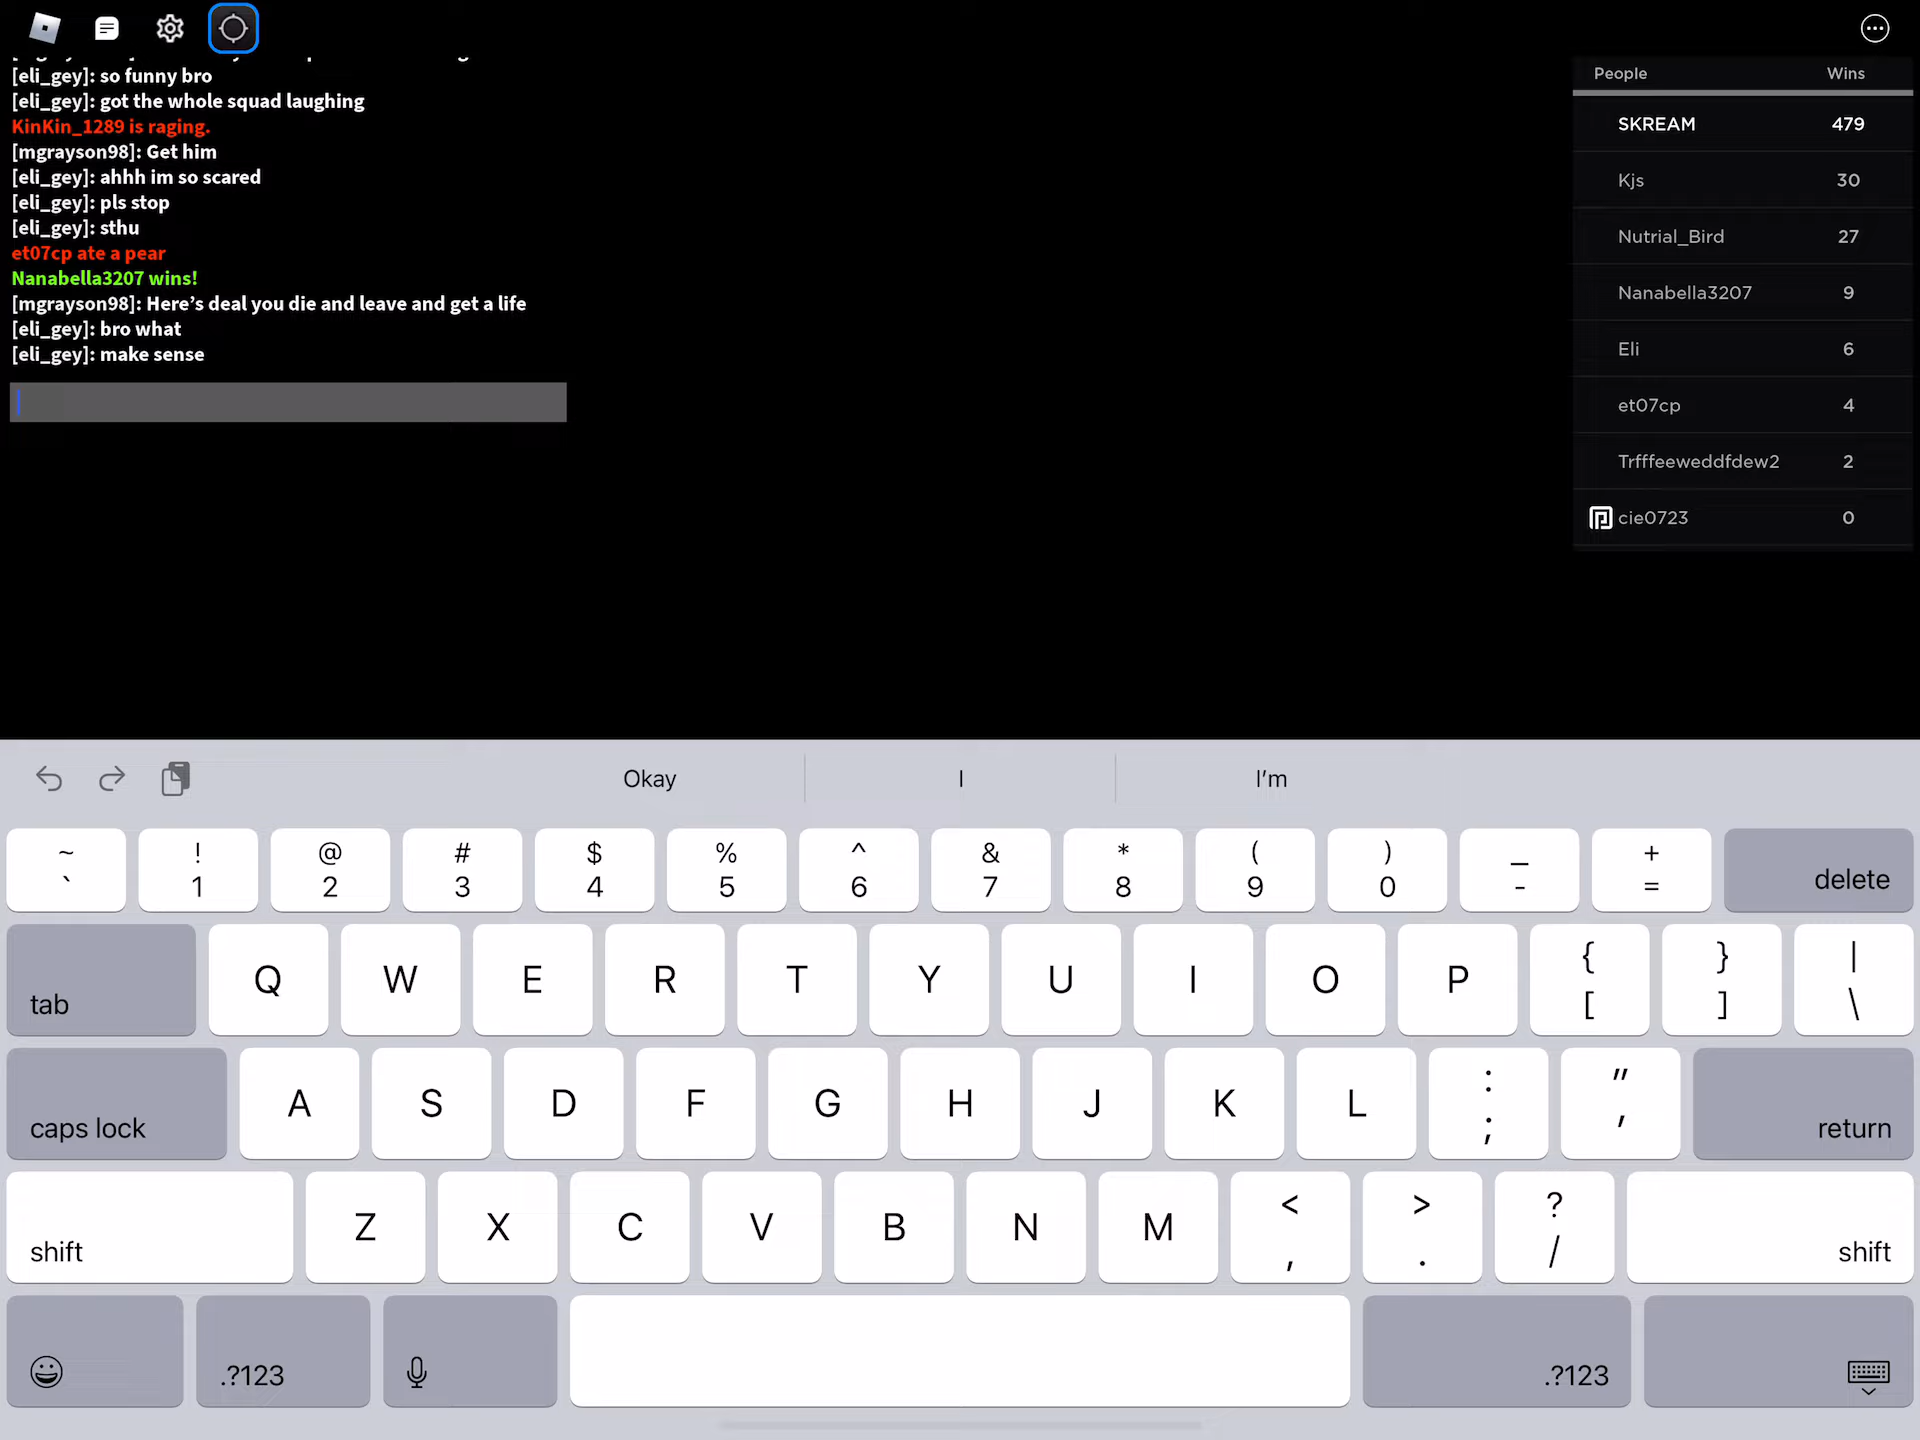 [eli_gey]: so funny bro
[eli_gey]: got the whole squad laughing
KinKin_1289 is raging.
[mgrayson98]: Get him
[eli_gey]: ahhh im so scared
[eli_gey]: pls stop
[eli_gey]: sthu
et07cp ate a pear
Nanabella3207 wins!
[mgrayson98]: Here's deal you die and leave and get a life
[eli_gey]: bro what
[eli_gey]: make sense
People Wins
SKREAM 479
Kjs 30
Nutrial_Bird 27
Nanabella3207 9
Eli 6
et07cp 4
Trfffeeweddfdew2 2
cie0723 0
Okay I I'm
~ ! @ # $ % ^ & * ( ) _ +
` 1 2 3 4 5 6 7 8 9 0 - = delete
tab Q W E R T Y U I O P { [ } ] | \
caps lock A S D F G H J K L : ; " ' return
shift Z X C V B N M < , > . ? / shift
.?123 .?123